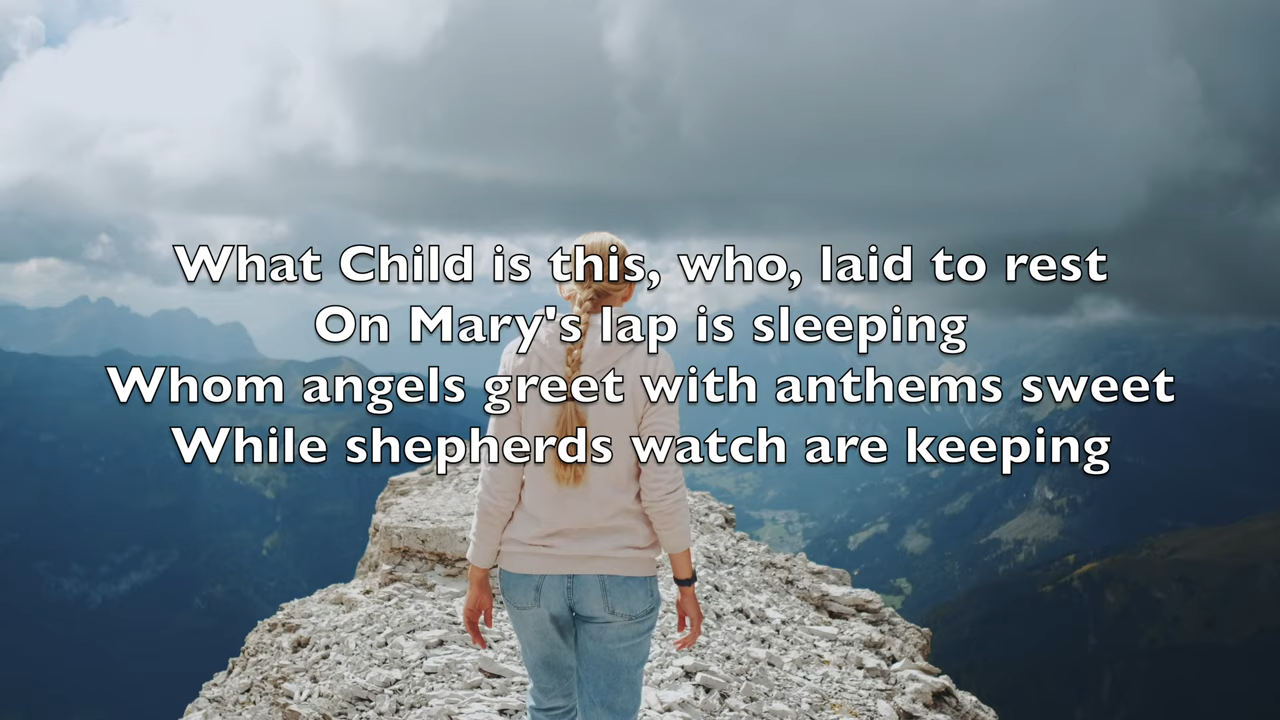 What Child is this, who, laid to rest
On Mary's lap is sleeping
Whom angels greet with anthems sweet
While shepherds watch are keeping